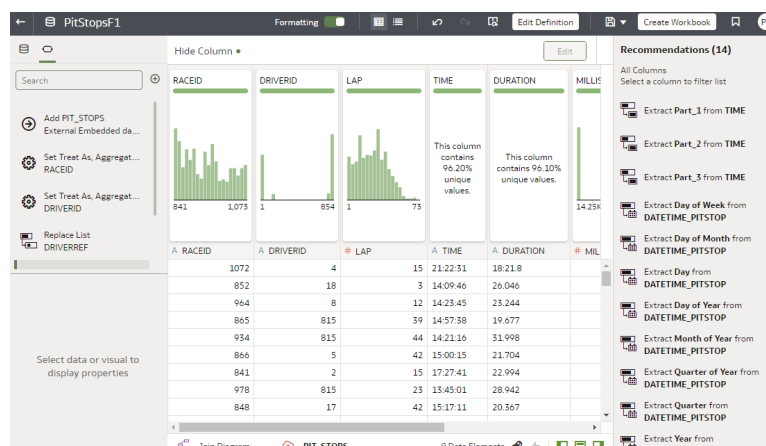 PitStopsF1
Formatting
Edit Definition
Create Workbook
Search
Add PIT_STOPS
External Embedded da...
Set Treat As, Aggregat...
RACEID
Set Treat As, Aggregat...
DRIVERID
Replace List
DRIVERREF
Select data or visual to
display properties
Hide Column
Edit
RACEID DRIVERID LAP TIME DURATION MILLIS
This column
contains
96.20%
unique
values.
This column
contains 96.10%
unique values.
841 1,073 1 854 1 73 14.25K
A RACEID A DRIVERID # LAP A TIME A DURATION # MIL
1072 4 15 21:22:31 18:21.8
852 18 3 14:09:46 26.046
964 8 12 14:23:45 23.244
865 815 39 14:57:38 19.677
934 815 44 14:21:16 31.998
866 5 42 15:00:15 21.704
841 2 15 17:27:41 22.994
978 815 23 13:45:01 28.942
848 17 42 15:17:11 20.367
Recommendations (14)
All Columns
Select a column to filter list
Extract Part_1 from TIME
Extract Part_2 from TIME
Extract Part_3 from TIME
Extract Day of Week from
DATETIME_PITSTOP
Extract Day of Month from
DATETIME_PITSTOP
Extract Day from
DATETIME_PITSTOP
Extract Day of Year from
DATETIME_PITSTOP
Extract Month of Year from
DATETIME_PITSTOP
Extract Quarter of Year from
DATETIME_PITSTOP
Extract Quarter from
DATETIME_PITSTOP
Extract Year from
Join Diagram PIT_STOPS 9 Data Elements